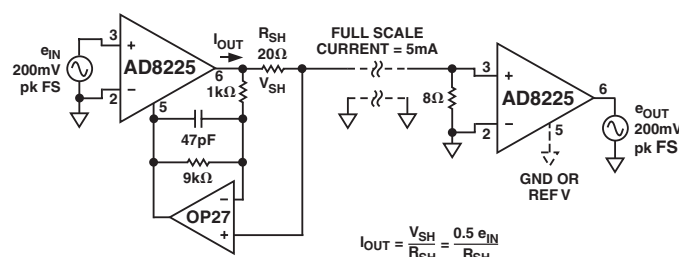 e_IN
200mV
pk FS
3
2
+
–
AD8225
6
5
I_OUT
R_SH
20Ω
V_SH
1kΩ
47pF
9kΩ
OP27
–
+
FULL SCALE
CURRENT = 5mA
8Ω
3
2
+
–
AD8225
6
5
GND OR
REF V
e_OUT
200mV
pk FS
I_OUT = V_SH / R_SH = 0.5 e_IN / R_SH